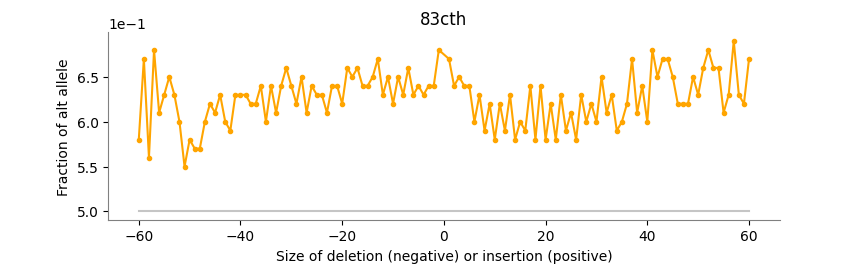 83cth
1e−1
Fraction of alt allele
6.5
6.0
5.5
5.0
−60
−40
−20
0
20
40
60
Size of deletion (negative) or insertion (positive)